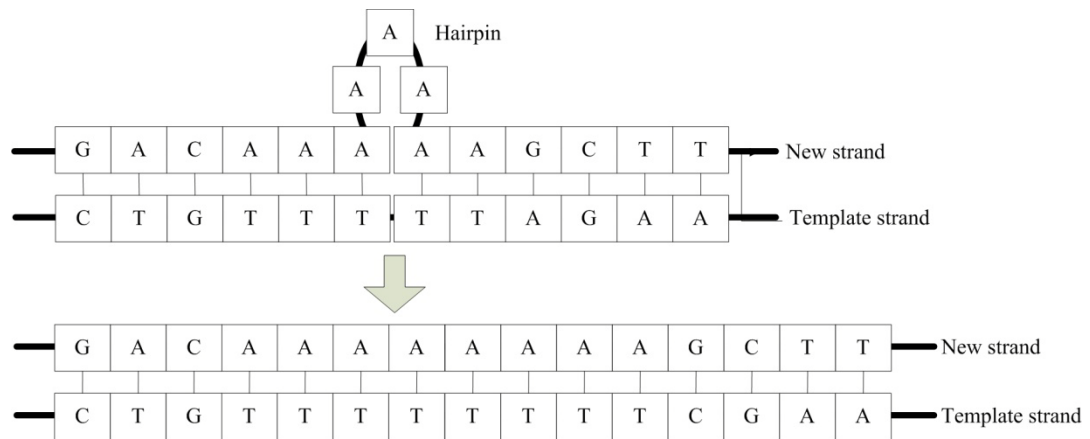 A Hairpin
A A
G A C A A A A A G C T T New strand
C T G T T T T T A G A A Template strand
G A C A A A A A A A A G C T T New strand
C T G T T T T T T T T C G A A Template strand